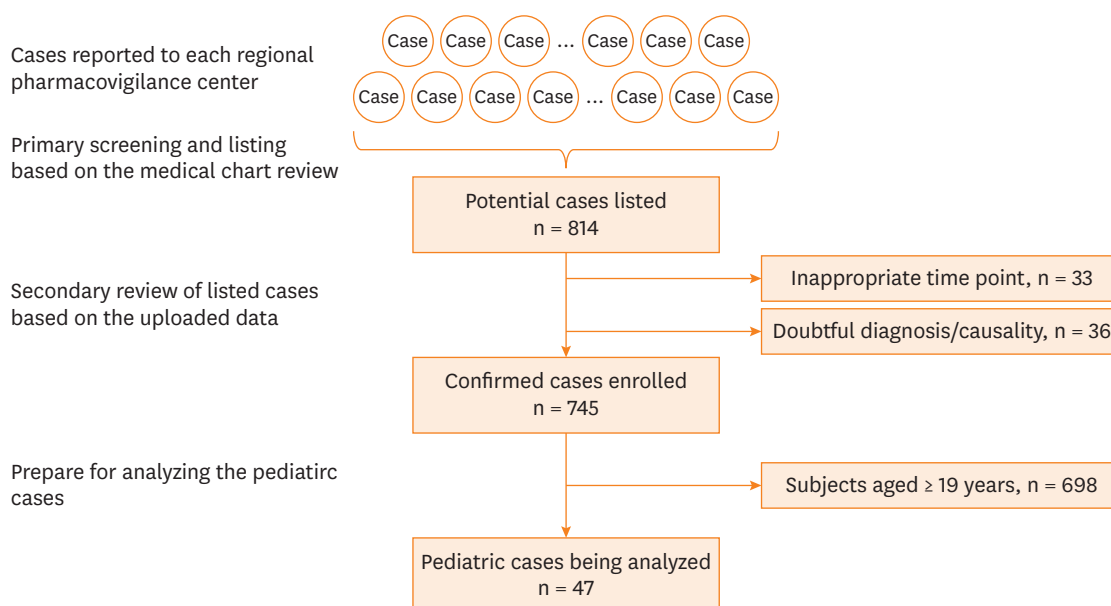 Cases reported to each regional
pharmacovigilance center
Case Case Case ... Case Case Case
Case Case Case Case ... Case Case Case
Primary screening and listing
based on the medical chart review
Potential cases listed
n = 814
Inappropriate time point, n = 33
Secondary review of listed cases
based on the uploaded data
Doubtful diagnosis/causality, n = 36
Confirmed cases enrolled
n = 745
Prepare for analyzing the pediatirc
cases
Subjects aged ≥ 19 years, n = 698
Pediatric cases being analyzed
n = 47